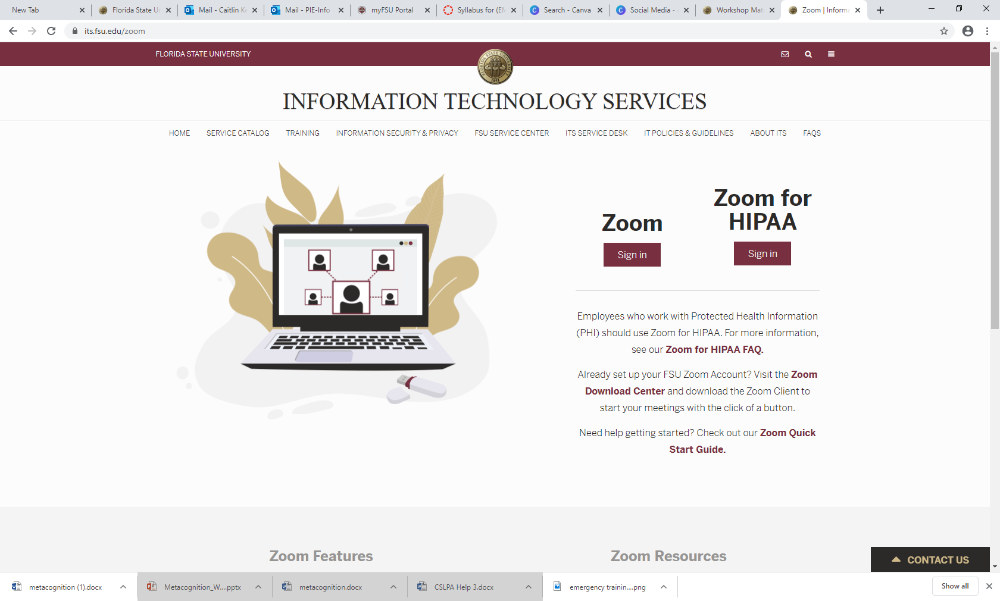 New Tab
Florida State Ur
Mail - Caitlin Ke
Mail - PIE-Info
myFSU Portal
Syllabus for (EM
Search - Canva
Social Media -
Workshop Mat
Zoom | Informa
its.fsu.edu/zoom
FLORIDA STATE UNIVERSITY
INFORMATION TECHNOLOGY SERVICES
HOME
SERVICE CATALOG
TRAINING
INFORMATION SECURITY & PRIVACY
FSU SERVICE CENTER
ITS SERVICE DESK
IT POLICIES & GUIDELINES
ABOUT ITS
FAQS
Zoom
Sign in
Zoom for
HIPAA
Sign in
Employees who work with Protected Health Information
(PHI) should use Zoom for HIPAA. For more information,
see our Zoom for HIPAA FAQ.
Already set up your FSU Zoom Account? Visit the Zoom
Download Center and download the Zoom Client to
start your meetings with the click of a button.
Need help getting started? Check out our Zoom Quick
Start Guide.
Zoom Features
Zoom Resources
CONTACT US
metacognition (1).docx
Metacognition_W....pptx
metacognition.docx
CSLPA Help 3.docx
emergency trainin....png
Show all